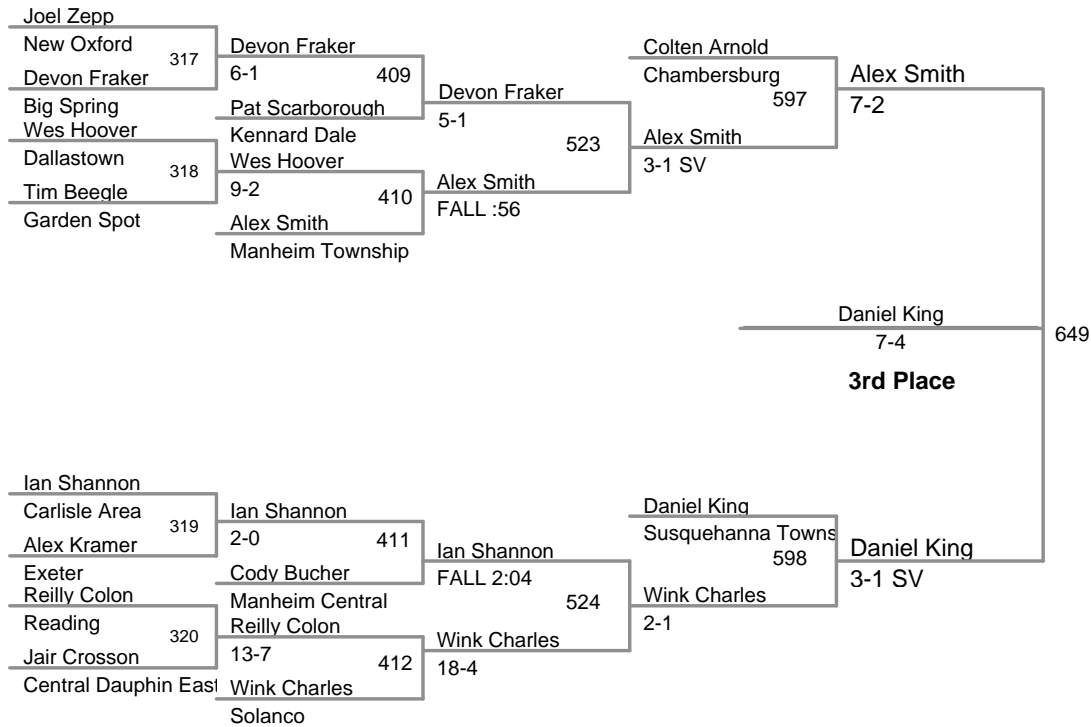 Joel Zepp
New Oxford
317
Devon Fraker
Big Spring
Wes Hoover
Dallastown
318
Tim Beegle
Garden Spot
Devon Fraker
6-1
409
Pat Scarborough
Kennard Dale
Wes Hoover
9-2
410
Alex Smith
Manheim Township
Devon Fraker
5-1
523
Alex Smith
FALL :56
Colten Arnold
Chambersburg
597
Alex Smith
3-1 SV
Alex Smith
7-2
Daniel King
7-4
3rd Place
649
Ian Shannon
Carlisle Area
319
Alex Kramer
Exeter
Reilly Colon
Reading
320
Jair Crosson
Central Dauphin East
Ian Shannon
2-0
411
Cody Bucher
Manheim Central
Reilly Colon
13-7
412
Wink Charles
Solanco
Ian Shannon
FALL 2:04
524
Wink Charles
18-4
Daniel King
Susquehanna Towns
598
Wink Charles
2-1
Daniel King
3-1 SV